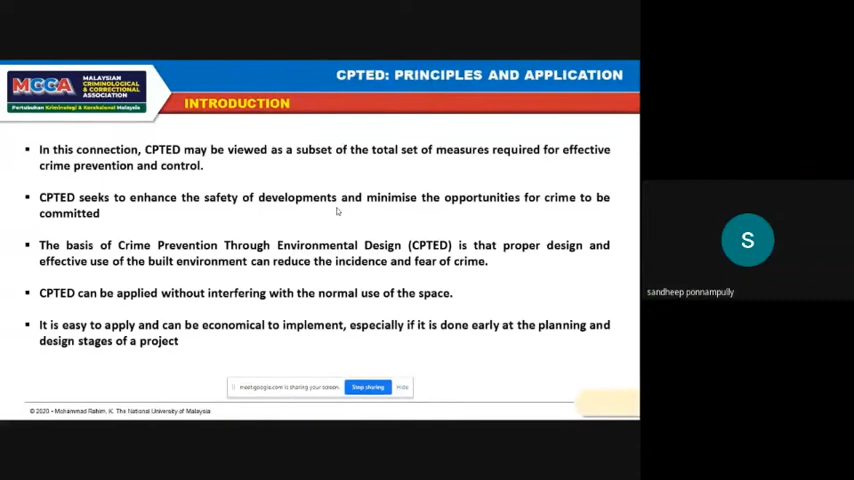 CPTED: PRINCIPLES AND APPLICATION
MCCA
MALAYSIAN
CRIMINOLOGICAL
& CORRECTIONAL
ASSOCIATION
Pertubuhan Kriminologi & Koreksional Malaysia
INTRODUCTION
▪ In this connection, CPTED may be viewed as a subset of the total set of measures required for effective
crime prevention and control.
▪ CPTED seeks to enhance the safety of developments and minimise the opportunities for crime to be
committed
▪ The basis of Crime Prevention Through Environmental Design (CPTED) is that proper design and
effective use of the built environment can reduce the incidence and fear of crime.
▪ CPTED can be applied without interfering with the normal use of the space.
▪ It is easy to apply and can be economical to implement, especially if it is done early at the planning and
design stages of a project
meet.google.com is sharing your screen.
Stop sharing
Hide
© 2020 • Mohammad Rahim, K. The National University of Malaysia
S
sandheep ponnampully